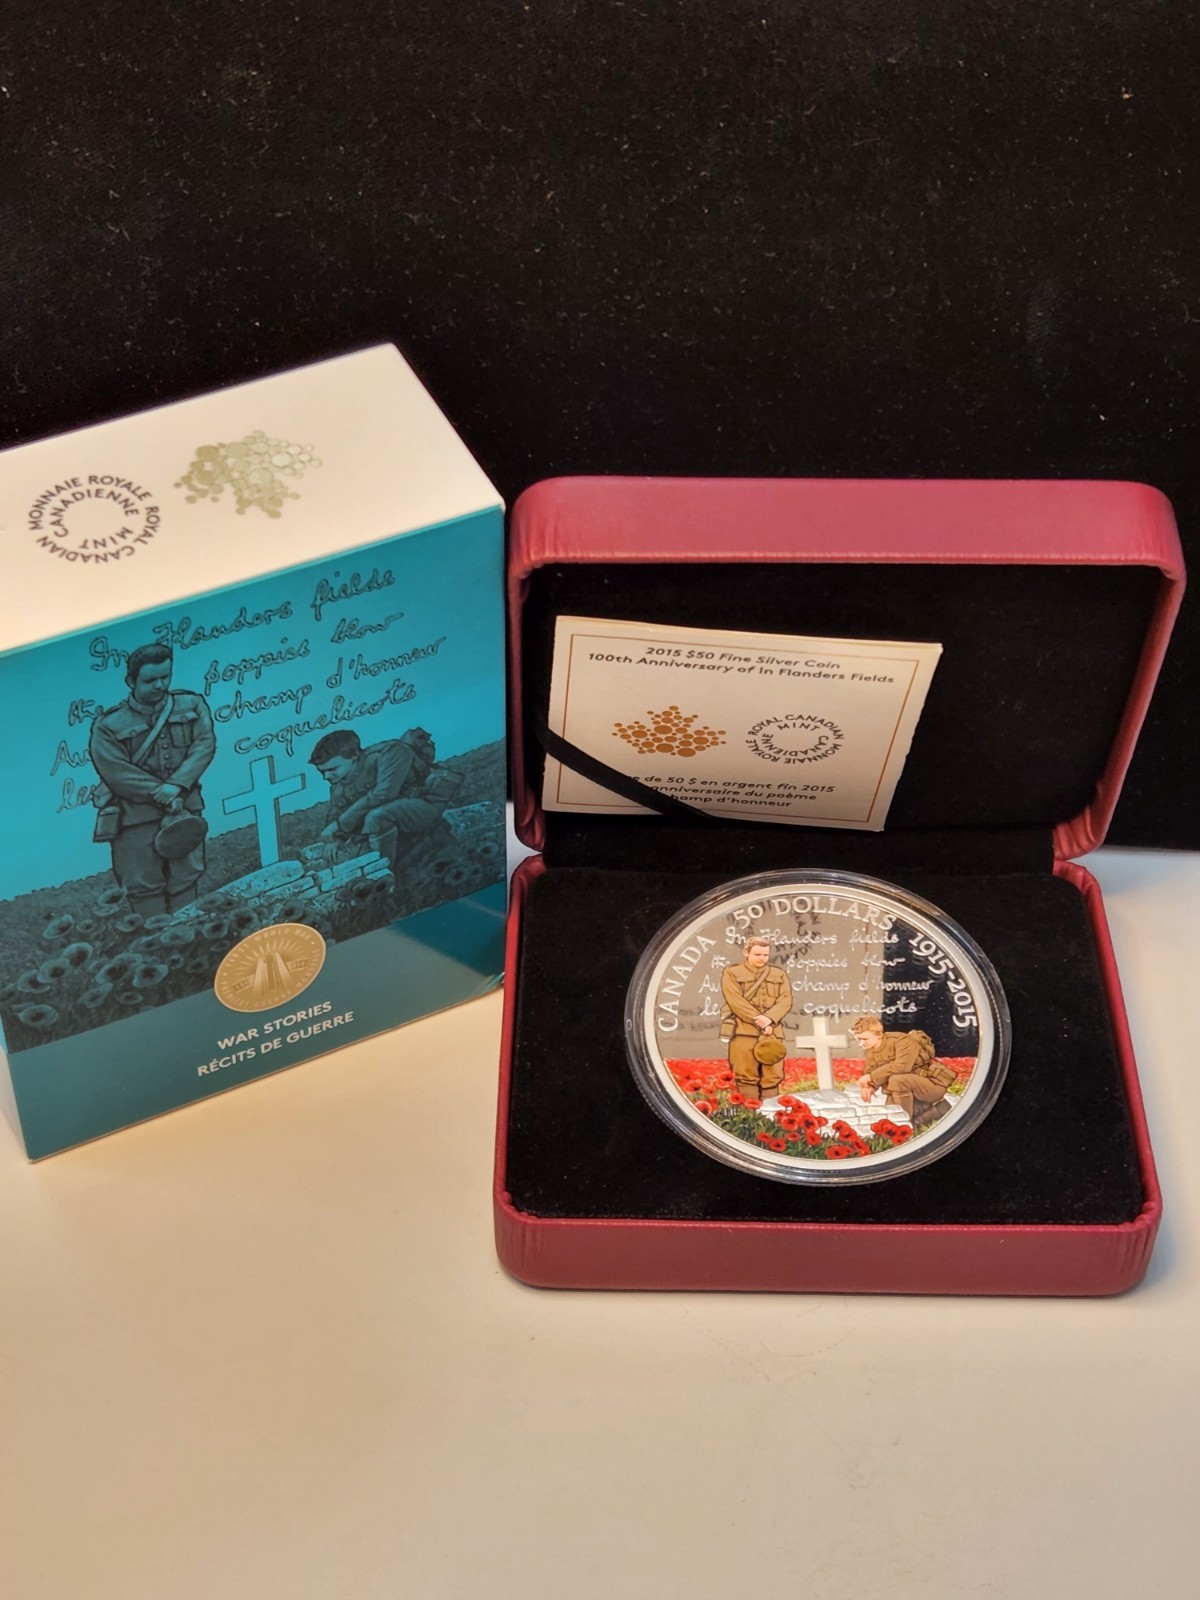 MONNAIE ROYALE CANADIENNE
ROYAL CANADIAN MINT
In Flanders fields
the poppies blow
Au champ d'honneur
les coquelicots
WAR STORIES
RÉCITS DE GUERRE
2015 $50 Fine Silver Coin
100th Anniversary of In Flanders Fields
ROYAL CANADIAN MINT
MONNAIE ROYALE CANADIENNE
de 50 $ en argent fin 2015
anniversaire du poème
champ d'honneur
CANADA 50 DOLLARS 1915-2015
In Flanders fields
poppies blow
Au champ d'honneur
les coquelicots